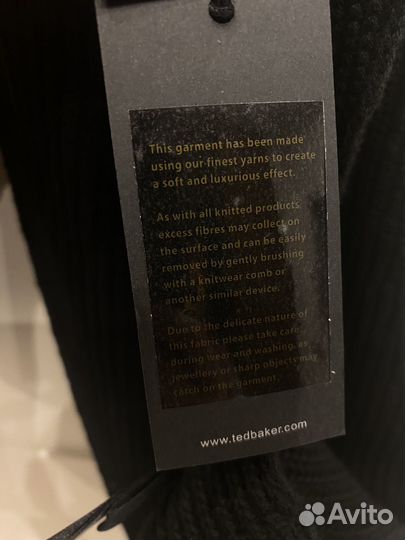 This garment has been made
using our finest yarns to create
a soft and luxurious effect.
As with all knitted products
excess fibres may collect on
the surface and can be easily
removed by gently brushing
with a knitwear comb or
another similar device.
Due to the delicate nature of
this fabric please take care
during wear and washing, as
jewellery or sharp objects may
catch on the garment.
www.tedbaker.com
Avito